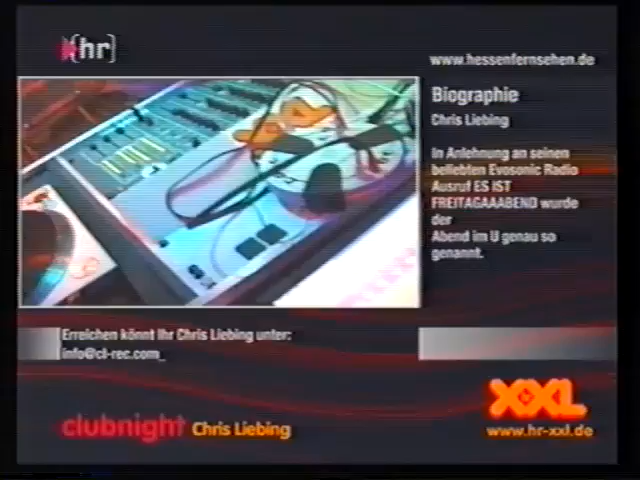 {hr}
www.hessenfernsehen.de
Biographie
Chris Liebing
In Anlehnung an seinen
beliebten Evosonic Radio
Ausruf ES IST
FREITAGAAABEND wurde
der
Abend im U genau so
genannt.
Erreichen könnt Ihr Chris Liebing unter:
info@cl-rec.com_
XXL
clubnight Chris Liebing
www.hr-xxl.de